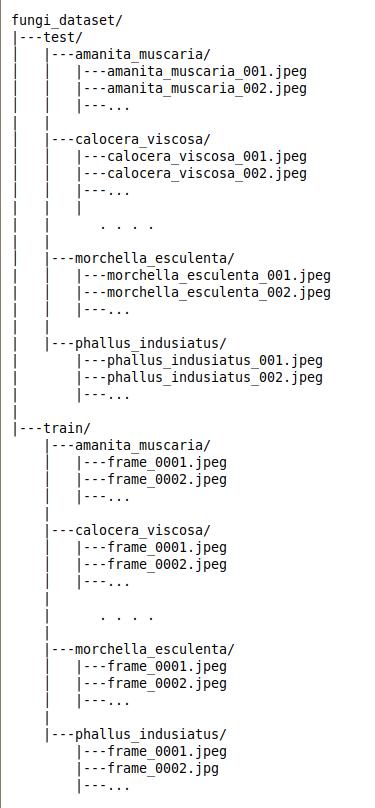 fungi_dataset/
|---test/
|   |---amanita_muscaria/
|   |   |---amanita_muscaria_001.jpeg
|   |   |---amanita_muscaria_002.jpeg
|   |   |---...
|   |
|   |---calocera_viscosa/
|   |   |---calocera_viscosa_001.jpeg
|   |   |---calocera_viscosa_002.jpeg
|   |   |---...
|   |   |
|   |      . . . .
|   |
|   |---morchella_esculenta/
|   |   |---morchella_esculenta_001.jpeg
|   |   |---morchella_esculenta_002.jpeg
|   |   |---...
|   |
|   |---phallus_indusiatus/
|       |---phallus_indusiatus_001.jpeg
|       |---phallus_indusiatus_002.jpeg
|       |---...
|
|---train/
    |---amanita_muscaria/
    |   |---frame_0001.jpeg
    |   |---frame_0002.jpeg
    |   |---...
    |
    |---calocera_viscosa/
    |   |---frame_0001.jpeg
    |   |---frame_0002.jpeg
    |   |---...
    |
    |      . . . .
    |
    |---morchella_esculenta/
    |   |---frame_0001.jpeg
    |   |---frame_0002.jpeg
    |   |---...
    |
    |---phallus_indusiatus/
        |---frame_0001.jpeg
        |---frame_0002.jpg
        |---...